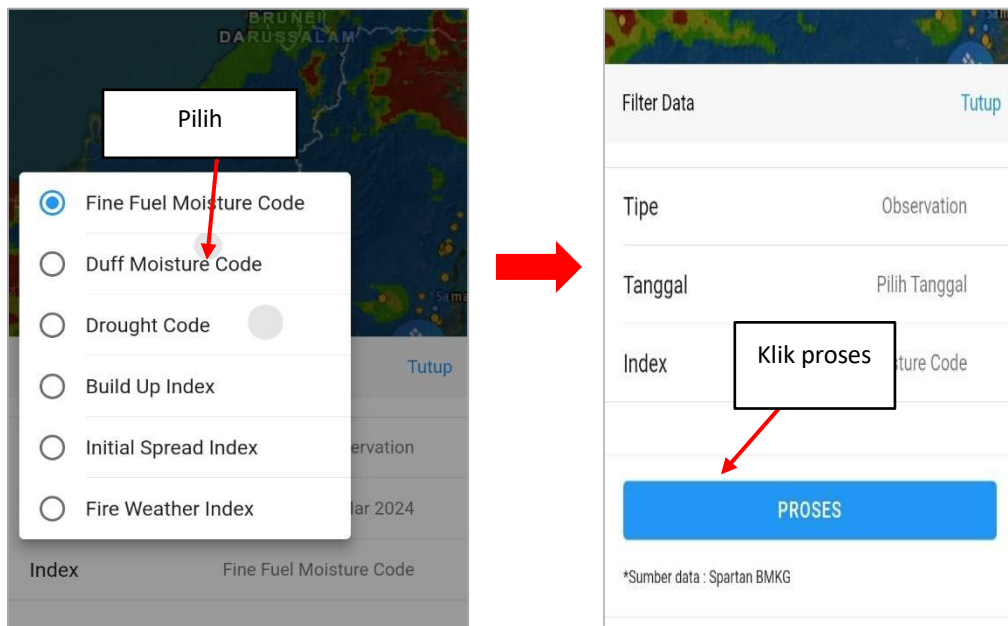 BRUNEI
DARUSSALAM
Pilih
Fine Fuel Moisture Code
Duff Moisture Code
Drought Code
Build Up Index
Initial Spread Index
Fire Weather Index
Tutup
ervation
2024
Index
Fine Fuel Moisture Code
Filter Data
Tutup
Tipe
Observation
Tanggal
Pilih Tanggal
Index
Klik proses
ture Code
PROSES
*Sumber data : Spartan BMKG